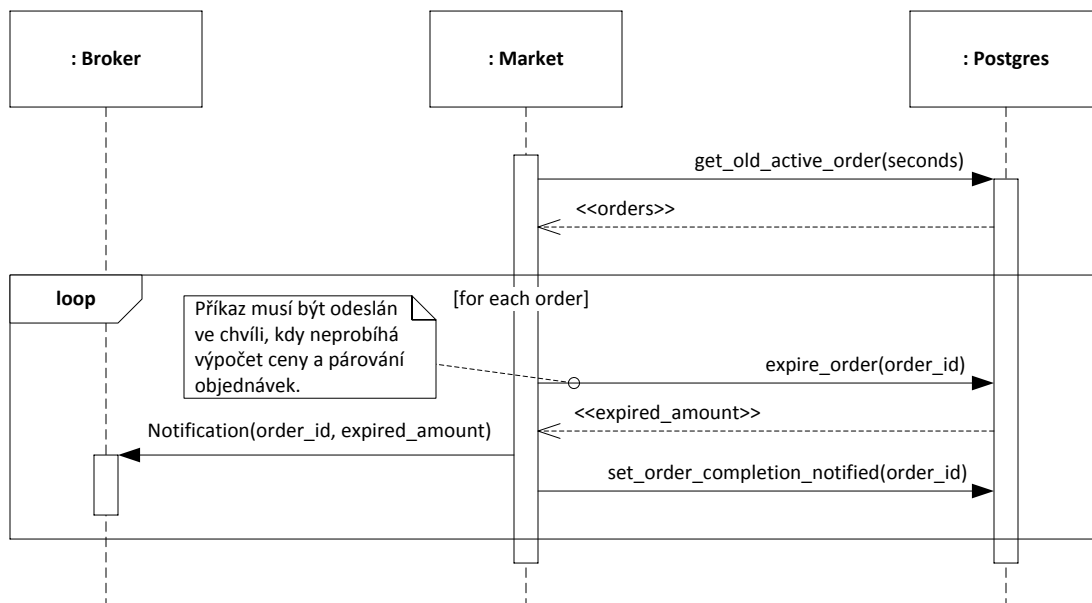 : Broker
: Market
: Postgres
get_old_active_order(seconds)
<<orders>>
loop
[for each order]
Příkaz musí být odeslán
ve chvíli, kdy neprobíhá
výpočet ceny a párování
objednávek.
expire_order(order_id)
<<expired_amount>>
Notification(order_id, expired_amount)
set_order_completion_notified(order_id)